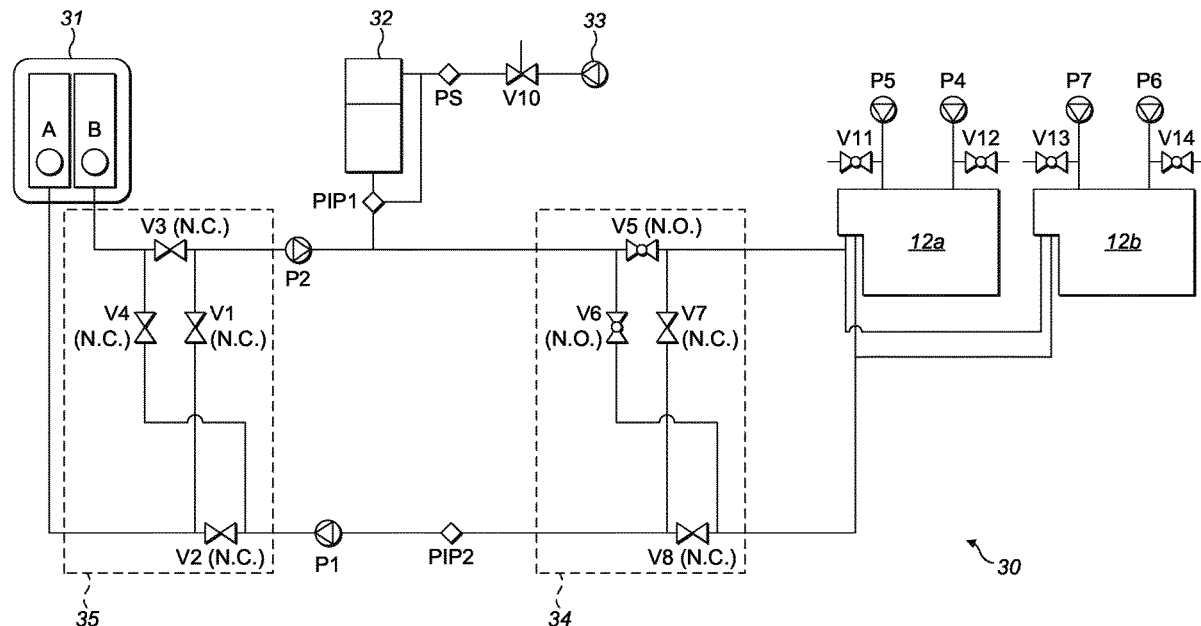 31
32
33
A
B
PS
V10
P5
P4
P7
P6
V11
V12
V13
V14
PIP1
12a
12b
V3 (N.C.)
P2
V5 (N.O.)
V4
(N.C.)
V1
(N.C.)
V6
(N.O.)
V7
(N.C.)
V2 (N.C.)
P1
PIP2
V8 (N.C.)
30
35
34